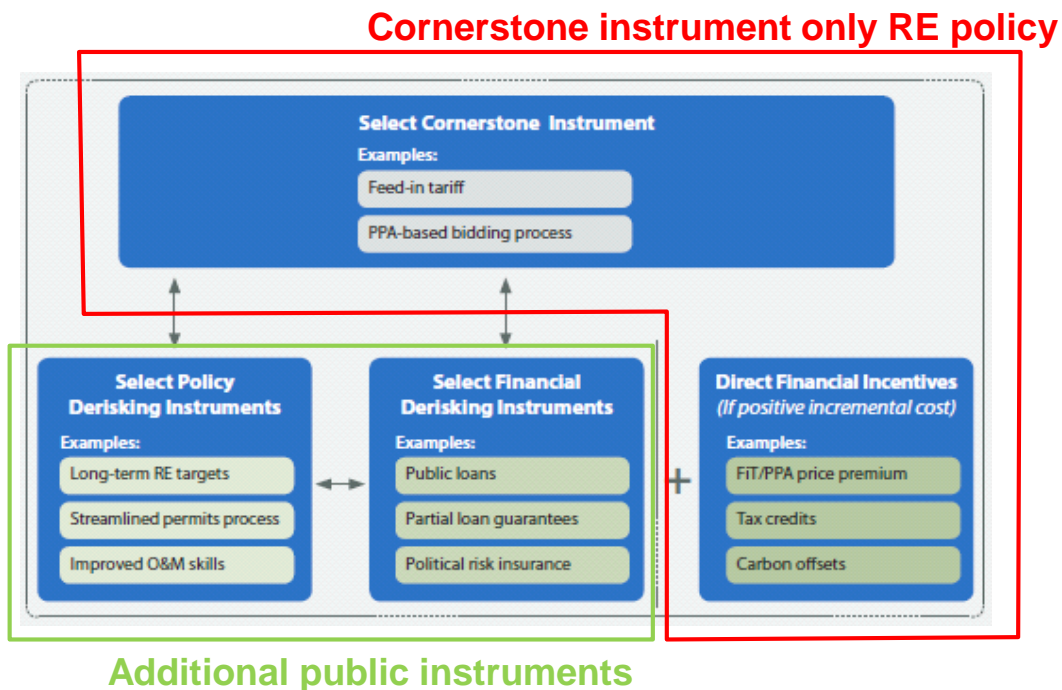 Cornerstone instrument only RE policy
Select Cornerstone Instrument
Examples:
Feed-in tariff
PPA-based bidding process
Select Policy
Derisking Instruments
Examples:
Long-term RE targets
Streamlined permits process
Improved O&M skills
Select Financial
Derisking Instruments
Examples:
Public loans
Partial loan guarantees
Political risk insurance
+
Direct Financial Incentives
(If positive incremental cost)
Examples:
FiT/PPA price premium
Tax credits
Carbon offsets
Additional public instruments